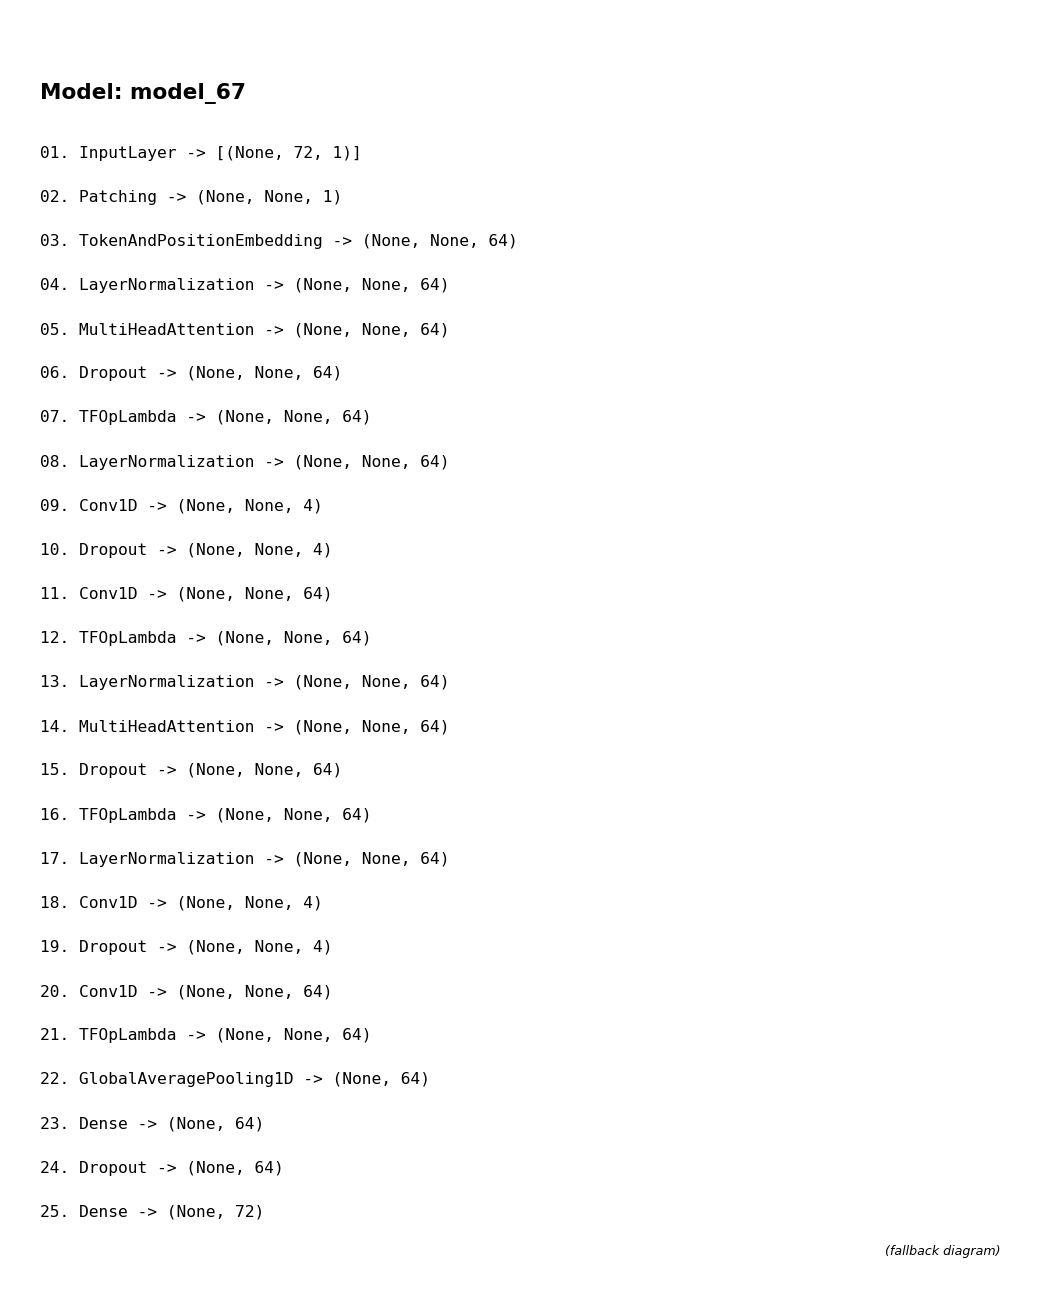 Model: model_67
01. InputLayer -> [(None, 72, 1)]
02. Patching -> (None, None, 1)
03. TokenAndPositionEmbedding -> (None, None, 64)
04. LayerNormalization -> (None, None, 64)
05. MultiHeadAttention -> (None, None, 64)
06. Dropout -> (None, None, 64)
07. TFOpLambda -> (None, None, 64)
08. LayerNormalization -> (None, None, 64)
09. Conv1D -> (None, None, 4)
10. Dropout -> (None, None, 4)
11. Conv1D -> (None, None, 64)
12. TFOpLambda -> (None, None, 64)
13. LayerNormalization -> (None, None, 64)
14. MultiHeadAttention -> (None, None, 64)
15. Dropout -> (None, None, 64)
16. TFOpLambda -> (None, None, 64)
17. LayerNormalization -> (None, None, 64)
18. Conv1D -> (None, None, 4)
19. Dropout -> (None, None, 4)
20. Conv1D -> (None, None, 64)
21. TFOpLambda -> (None, None, 64)
22. GlobalAveragePooling1D -> (None, 64)
23. Dense -> (None, 64)
24. Dropout -> (None, 64)
25. Dense -> (None, 72)
(fallback diagram)